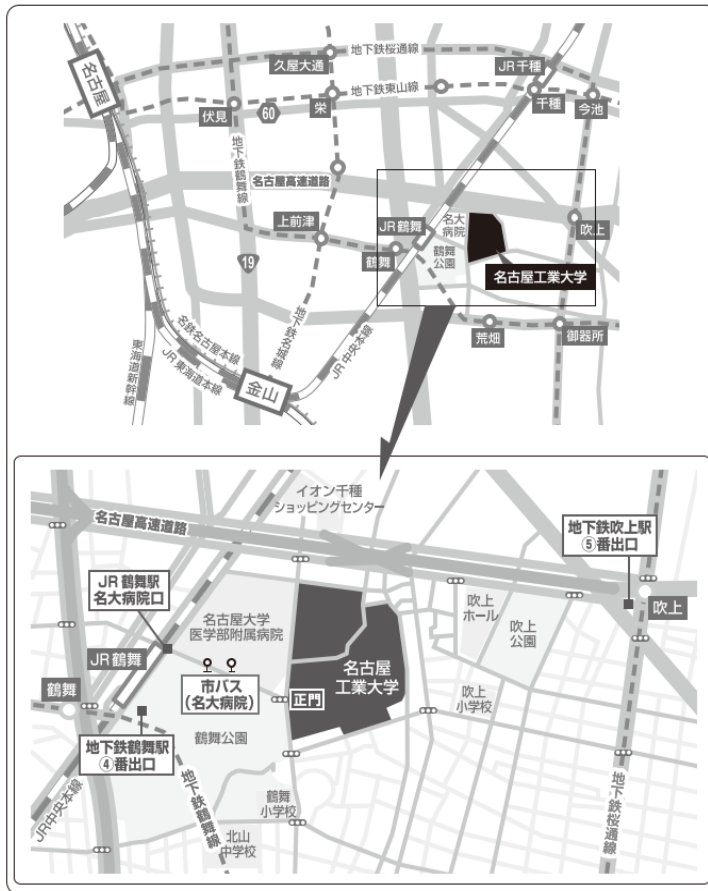 地下鉄桜通線
久屋大通
JR千種
名古屋
地下鉄東山線
伏見
60
栄
千種
今池
地下鉄鶴舞線
名古屋高速道路
上前津
19
JR鶴舞
鶴舞
名大
病院
鶴舞
公園
吹上
名古屋工業大学
名鉄名古屋本線
JR東海道本線
東海道新幹線
地下鉄名城線
JR中央本線
金山
荒畑
御器所
イオン千種
ショッピングセンター
名古屋高速道路
地下鉄吹上駅
⑤番出口
JR鶴舞駅
名大病院口
名古屋大学
医学部附属病院
吹上
ホール
吹上
公園
吹上
JR鶴舞
市バス
(名大病院)
名古屋
工業大学
正門
鶴舞
吹上
小学校
地下鉄鶴舞駅
④番出口
鶴舞公園
地下鉄鶴舞線
JR中央本線
鶴舞
小学校
北山
中学校
地下鉄桜通線